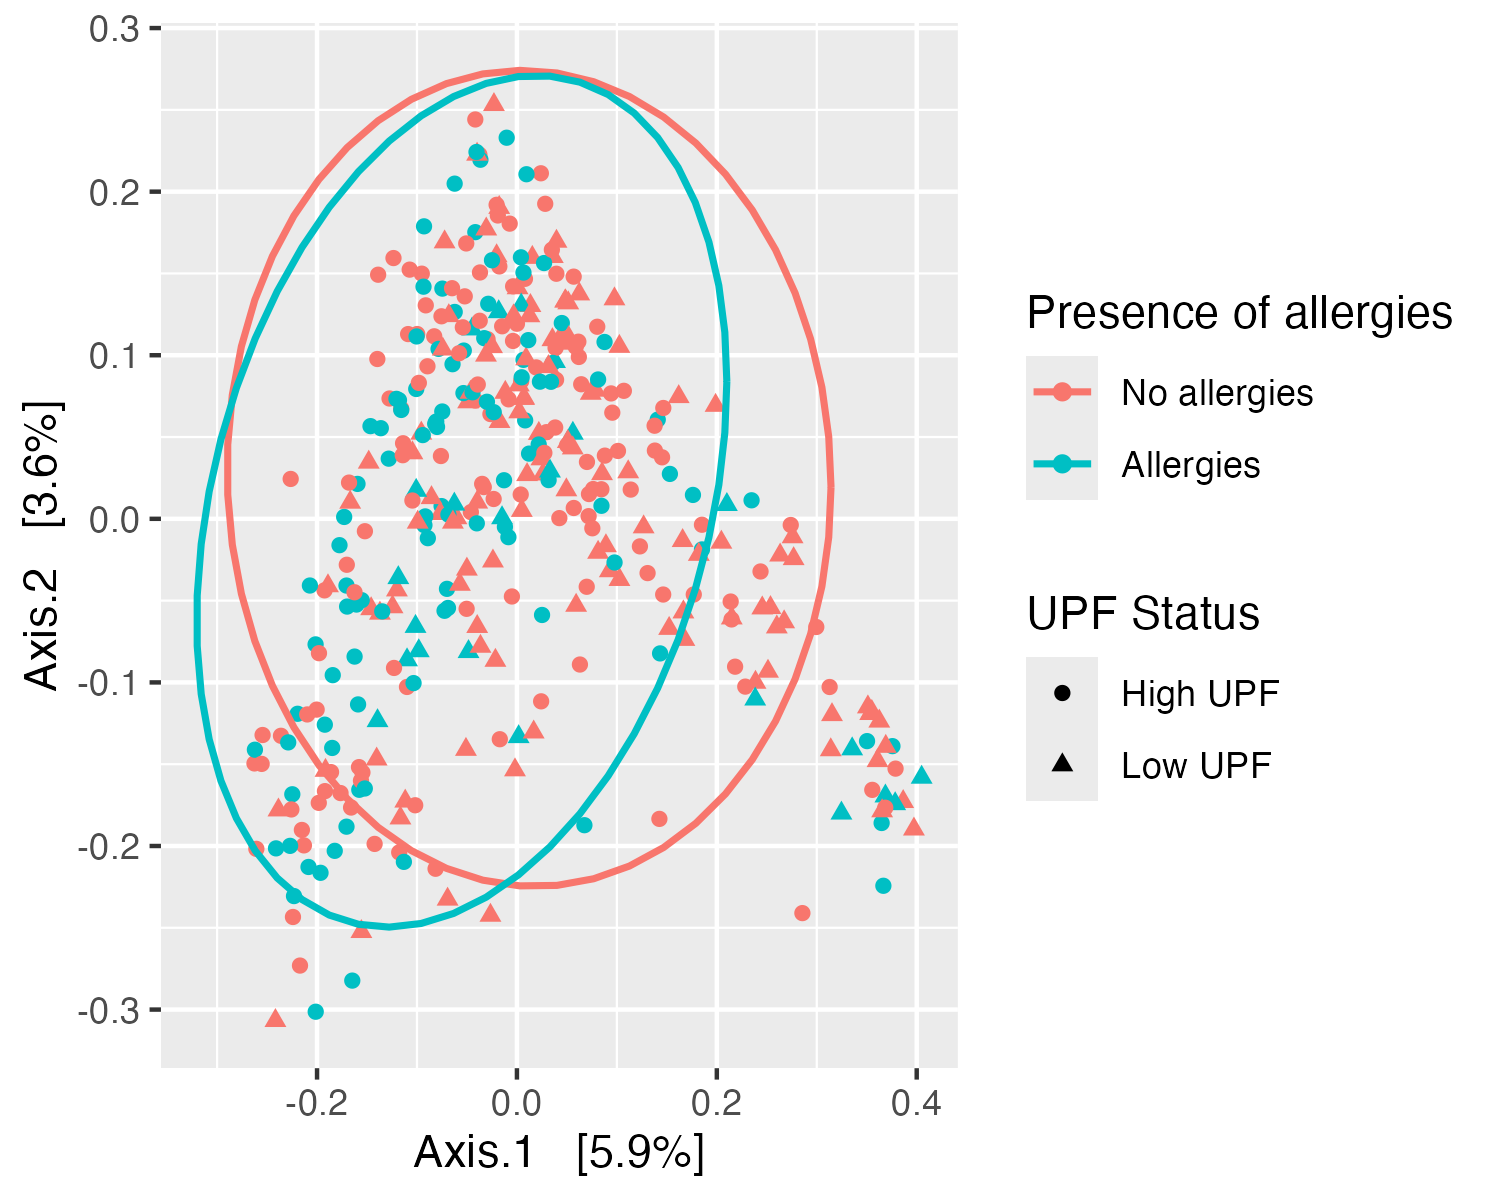 0.3
0.2
0.1
0.0
-0.1
-0.2
-0.3
Axis.2 [3.6%]
-0.2 0.0 0.2 0.4
Axis.1 [5.9%]
Presence of allergies
No allergies
Allergies
UPF Status
High UPF
Low UPF